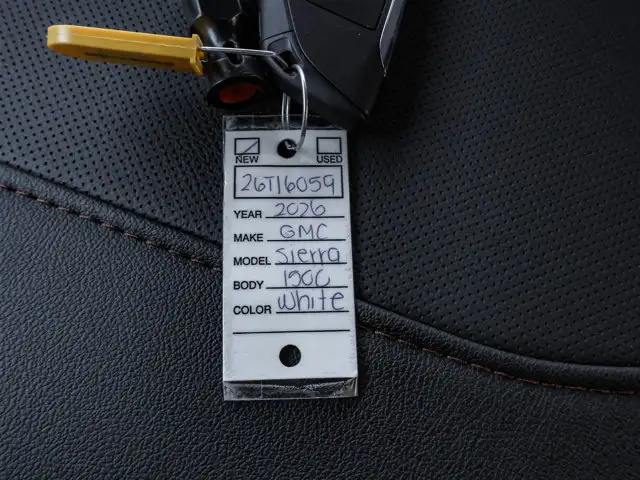 NEW USED
26T16059
YEAR 2026
MAKE GMC
MODEL Sierra
BODY 1500
COLOR White